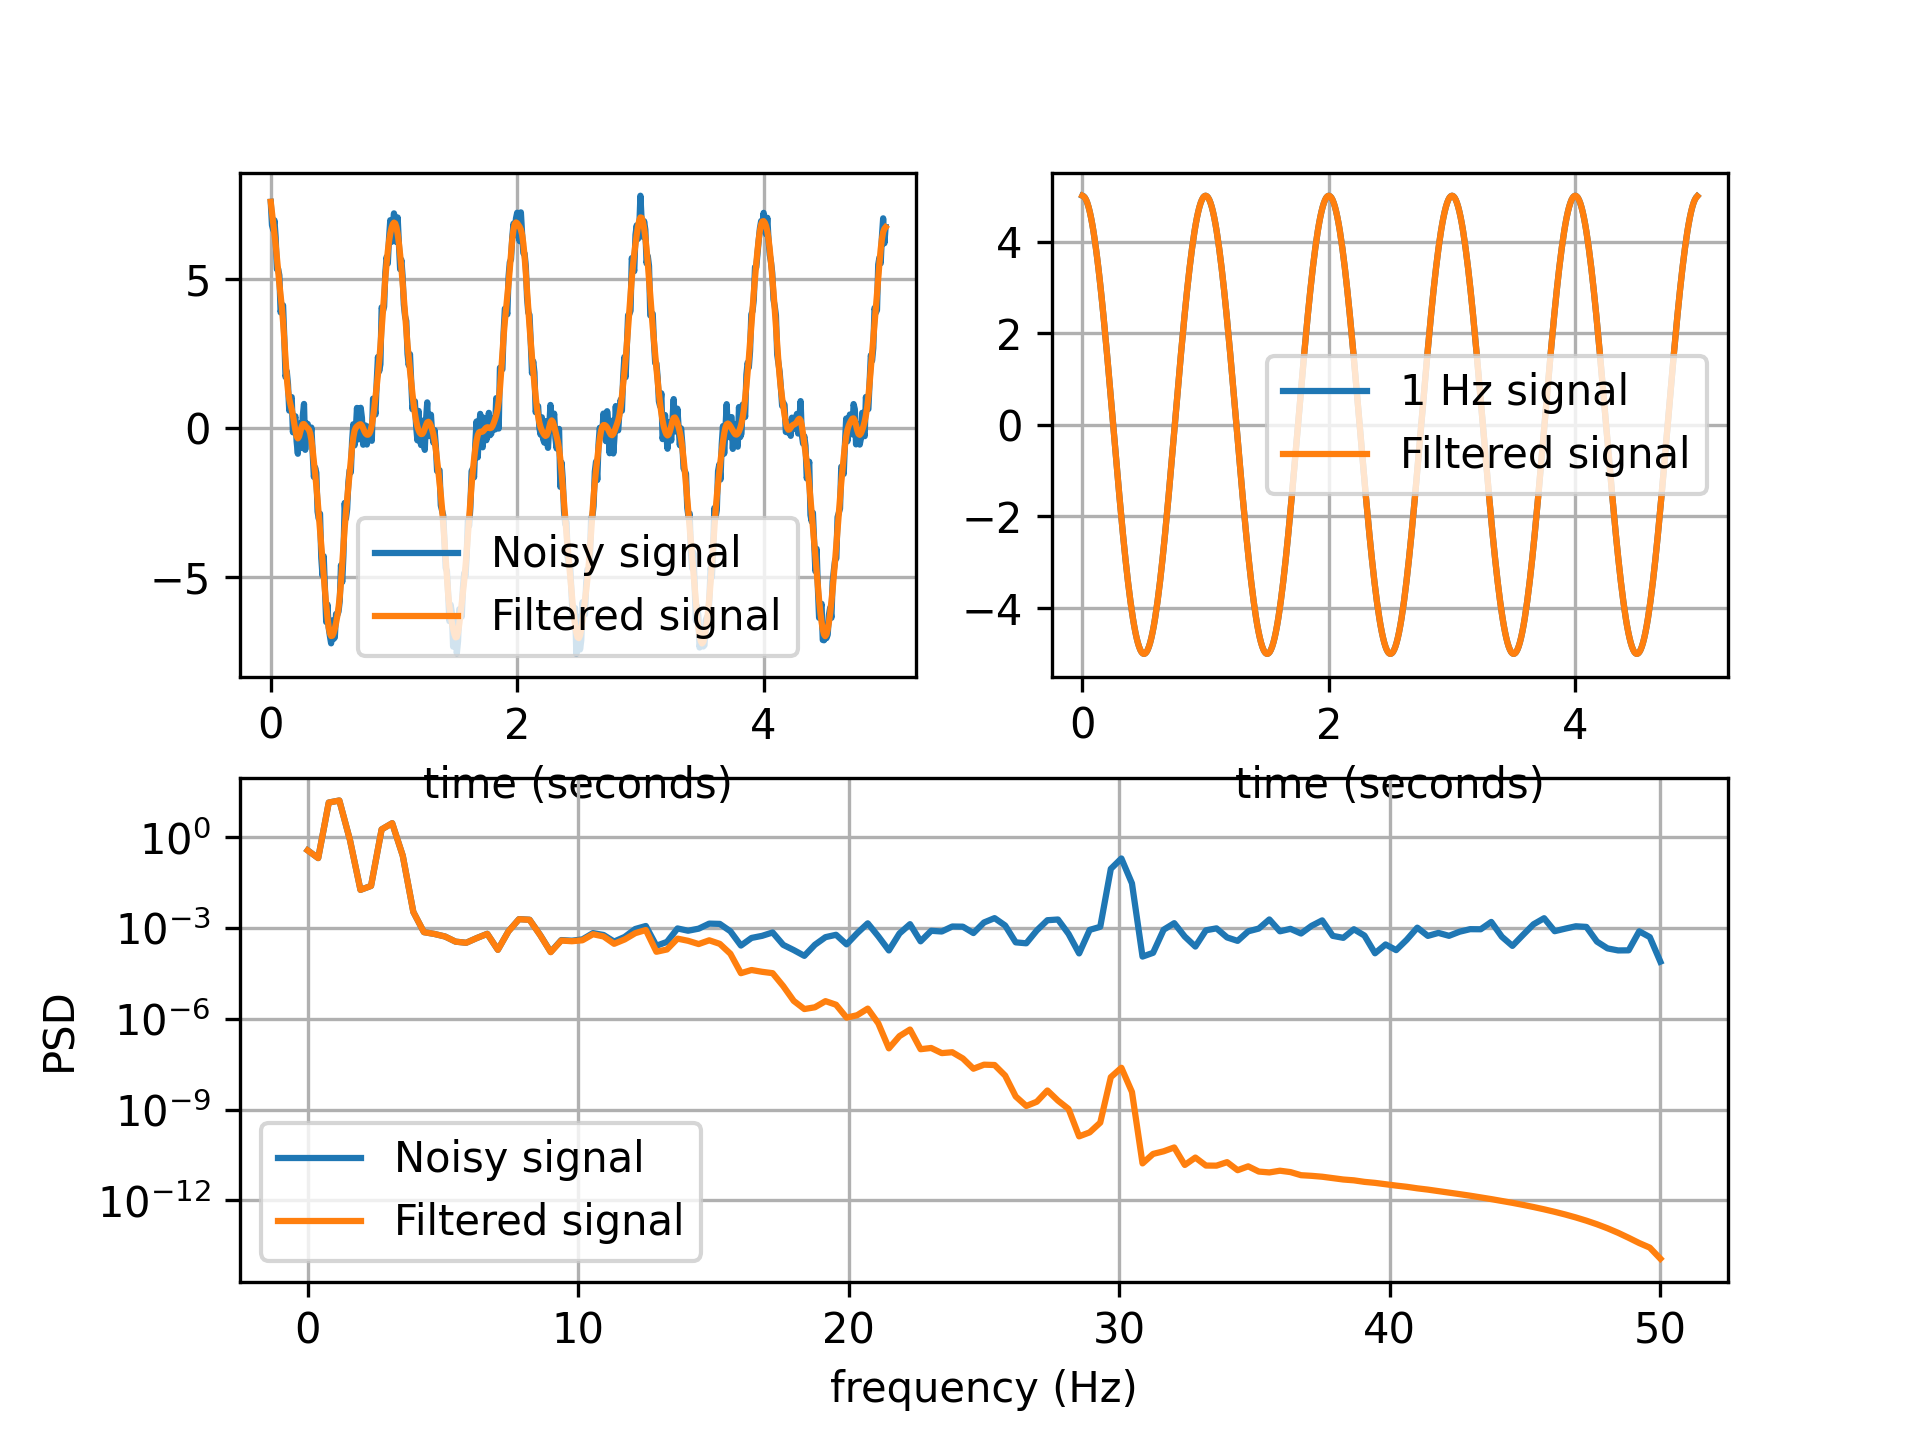 5
0
−5
Noisy signal
Filtered signal
0 2 4
time (seconds)
4
2
0
−2
−4
1 Hz signal
Filtered signal
0 2 4
time (seconds)
PSD
10⁰
10⁻³
10⁻⁶
10⁻⁹
10⁻¹²
Noisy signal
Filtered signal
0 10 20 30 40 50
frequency (Hz)